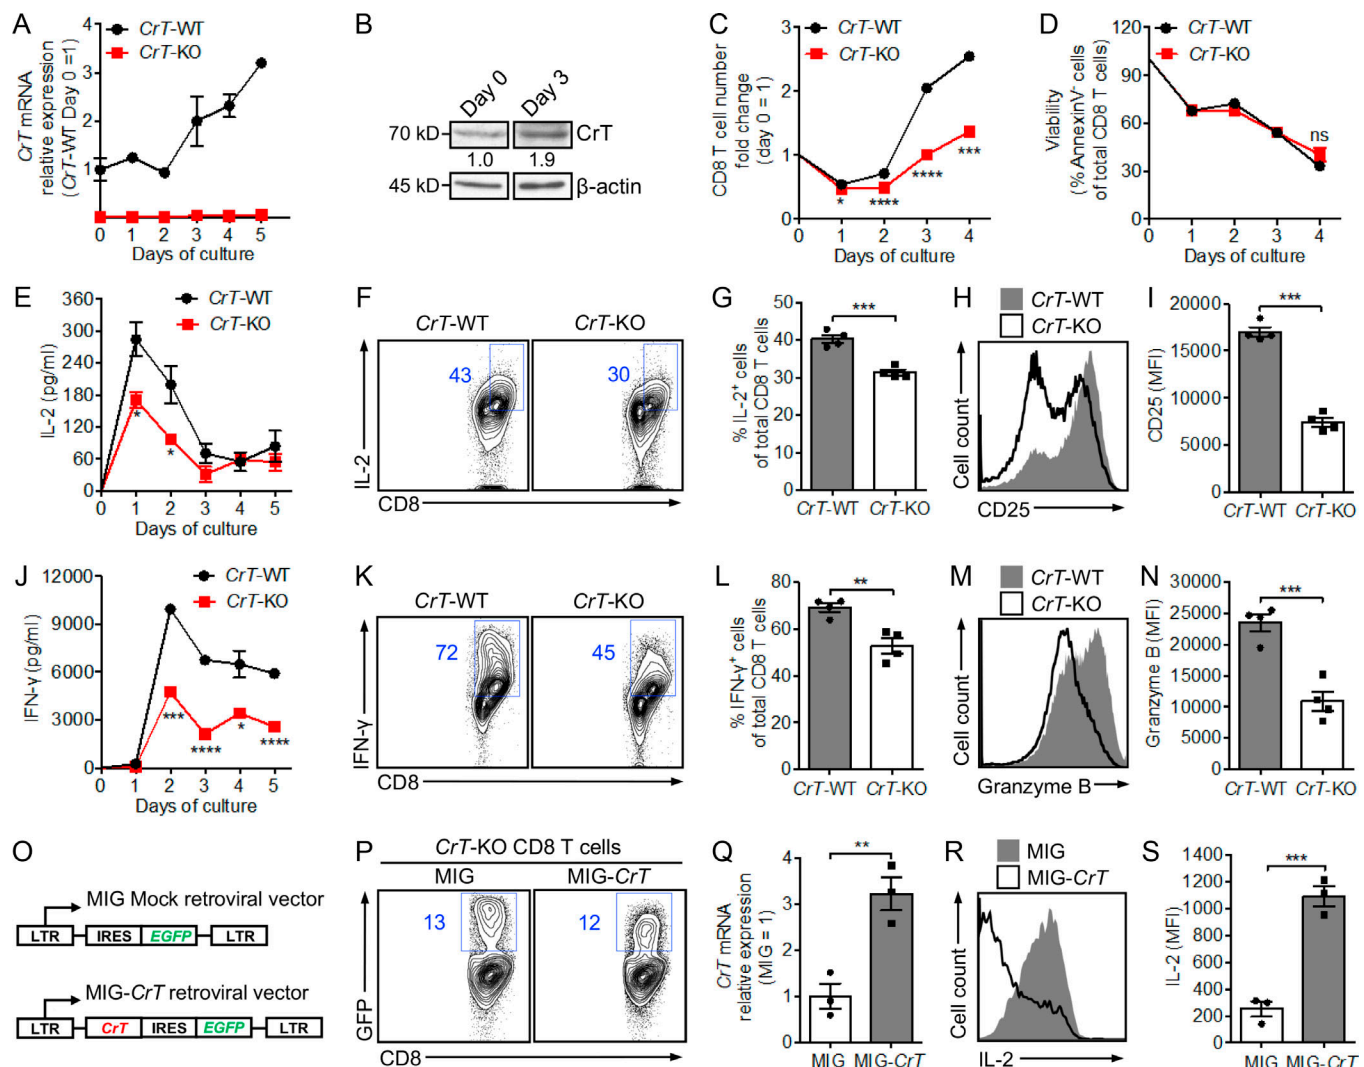 A
CrT mRNA
relative expression
(CrT-WT Day 0 =1)
4
3
2
1
0 1 2 3 4 5
Days of culture
CrT-WT
CrT-KO
B
Day 0 Day 3
70 kD CrT
1.0 1.9
45 kD β-actin
C
CD8 T cell number
fold change
(day 0 = 1)
3
2
1
0
0 1 2 3 4
Days of culture
CrT-WT
CrT-KO
* **** **** ***
D
Viability
(% AnnexinV- cells
of total CD8 T cells)
120
90
60
30
0
0 1 2 3 4
Days of culture
CrT-WT
CrT-KO
ns
E
IL-2 (pg/ml)
360
300
240
180
120
60
0
0 1 2 3 4 5
Days of culture
CrT-WT
CrT-KO
* *
F
CrT-WT CrT-KO
43 30
IL-2
CD8
G
% IL-2+ cells
of total CD8 T cells
50
40
30
20
10
0
***
CrT-WT CrT-KO
H
CrT-WT
CrT-KO
Cell count
CD25
I
CD25 (MFI)
20000
15000
10000
5000
0
***
CrT-WT CrT-KO
J
IFN-γ (pg/ml)
12000
9000
6000
3000
0
0 1 2 3 4 5
Days of culture
CrT-WT
CrT-KO
*** **** * ****
K
CrT-WT CrT-KO
72 45
IFN-γ
CD8
L
% IFN-γ+ cells
of total CD8 T cells
80
60
40
20
0
**
CrT-WT CrT-KO
M
CrT-WT
CrT-KO
Cell count
Granzyme B
N
Granzyme B (MFI)
30000
25000
20000
15000
10000
5000
0
***
CrT-WT CrT-KO
O
MIG Mock retroviral vector
LTR IRES EGFP LTR
MIG-CrT retroviral vector
LTR CrT IRES EGFP LTR
P
CrT-KO CD8 T cells
MIG MIG-CrT
13 12
GFP
CD8
Q
CrT mRNA
relative expression
(MIG = 1)
4
3
2
1
0
**
MIG MIG-CrT
R
MIG
MIG-CrT
Cell count
IL-2
S
IL-2 (MFI)
1400
1200
1000
800
600
400
200
0
***
MIG MIG-CrT